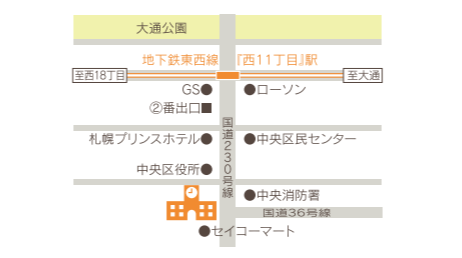 大通公園
地下鉄東西線 『西11丁目』駅
至西18丁目
至大通
GS
ローソン
②番出口
国道230号線
札幌プリンスホテル
中央区民センター
中央区役所
中央消防署
国道36号線
セイコーマート